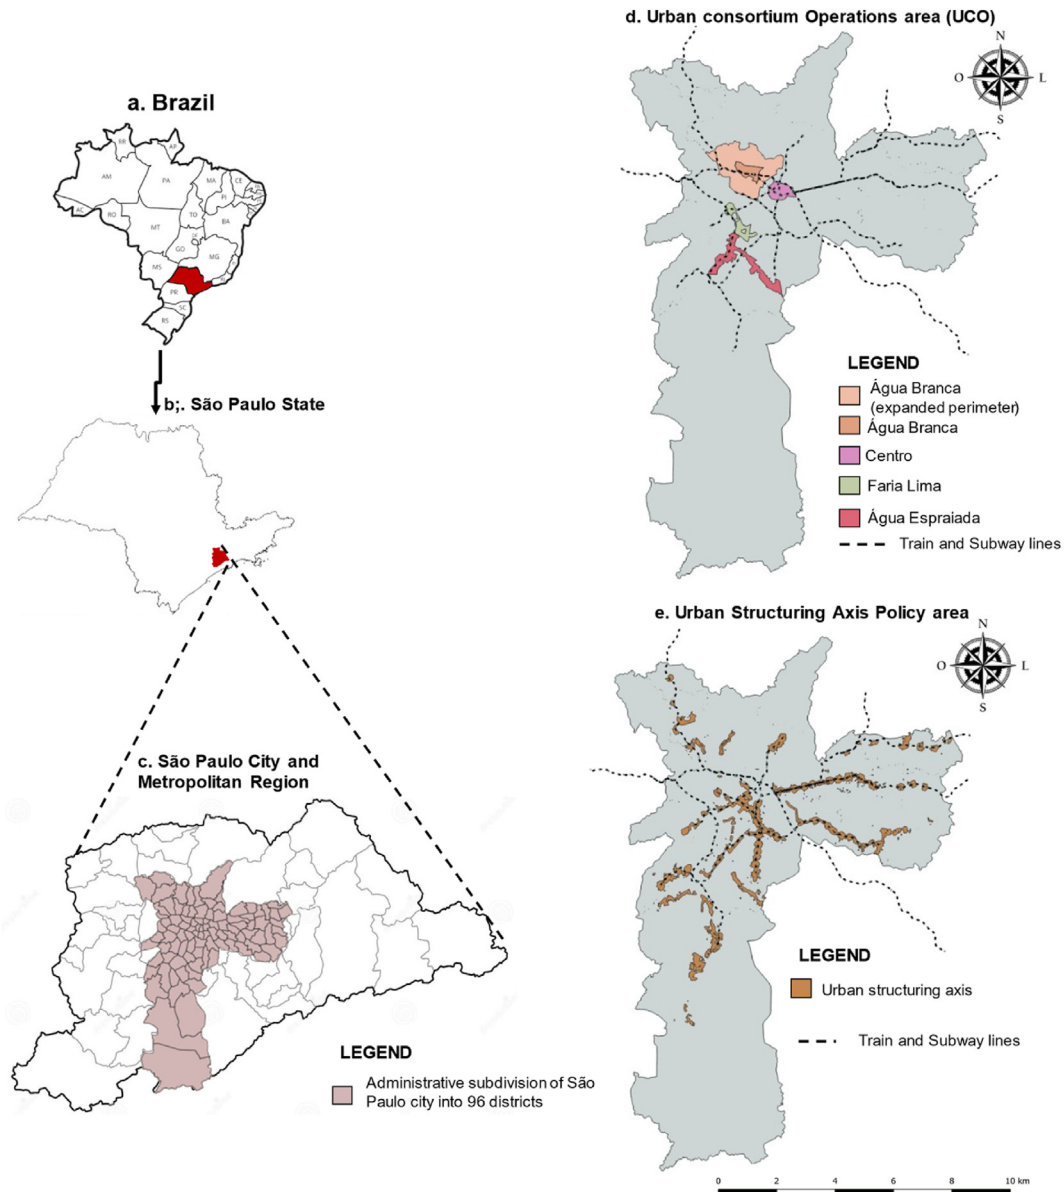 a. Brazil
RR
AP
AM
PA
MA
CE
PI
AC
RO
TO
BA
MT
GO
MG
MS
PR
SC
RS
b;. São Paulo State
c. São Paulo City and
Metropolitan Region
LEGEND
Administrative subdivision of São
Paulo city into 96 districts
d. Urban consortium Operations area (UCO)
N
O
L
S
LEGEND
Água Branca
(expanded perimeter)
Água Branca
Centro
Faria Lima
Água Espraiada
Train and Subway lines
e. Urban Structuring Axis Policy area
N
O
L
S
LEGEND
Urban structuring axis
Train and Subway lines
0 2 4 6 8 10 km